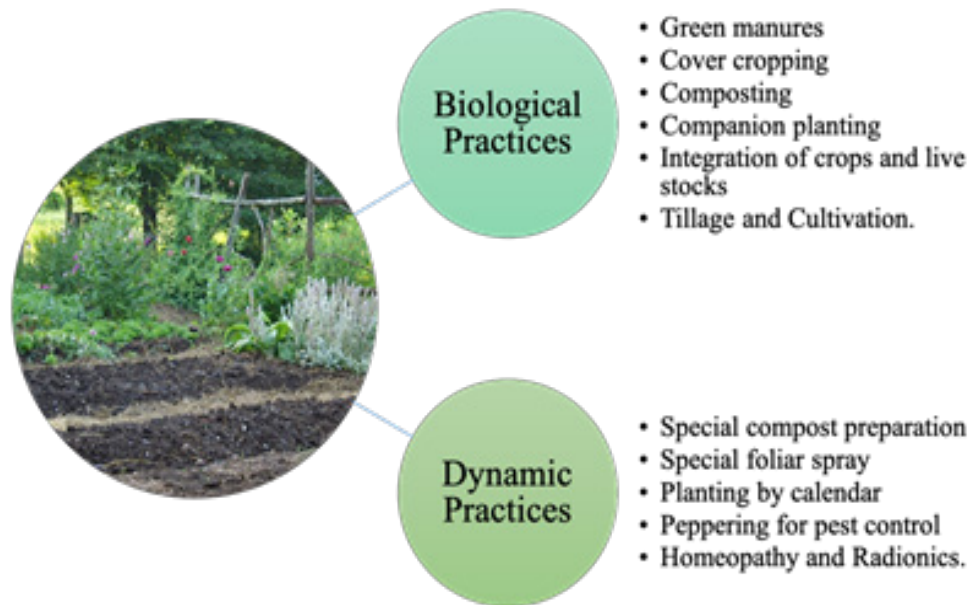 Biological
Practices
• Green manures
• Cover cropping
• Composting
• Companion planting
• Integration of crops and live
stocks
• Tillage and Cultivation.
Dynamic
Practices
• Special compost preparation
• Special foliar spray
• Planting by calendar
• Peppering for pest control
• Homeopathy and Radionics.